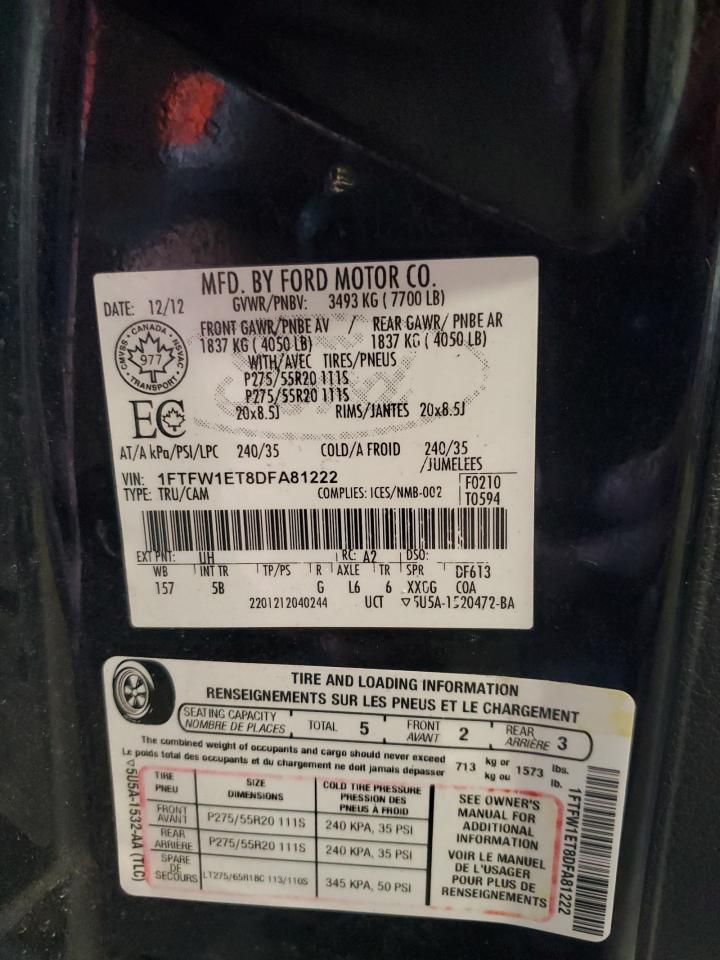 MFD. BY FORD MOTOR CO.
DATE: 12/12 GVWR/PNBV: 3493 KG ( 7700 LB)
FRONT GAWR/PNBE AV / REAR GAWR/ PNBE AR
1837 KG ( 4050 LB) 1837 KG ( 4050 LB)
WITH/AVEC TIRES/PNEUS
P275/55R20 111S
P275/55R20 111S
20x8.5J RIMS/JANTES 20x8.5J
CMVSS • CANADA • NSVAC • TRANSPORT •
977
EC
AT/A kPa/PSI/LPC 240/35 COLD/A FROID 240/35
/JUMELEES
VIN: 1FTFW1ET8DFA81222
TYPE: TRU/CAM COMPLIES: ICES/NMB-002
F0210
T0594
EXT PNT: UH RC: A2 DSO:
WB INT TR TP/PS R AXLE TR SPR DF613
157 5B G L6 6 XXGG COA
2201212040244 UCT ▽5U5A-1520472-BA
TIRE AND LOADING INFORMATION
RENSEIGNEMENTS SUR LES PNEUS ET LE CHARGEMENT
SEATING CAPACITY
NOMBRE DE PLACES
TOTAL 5
FRONT
AVANT 2
REAR
ARRIÈRE 3
The combined weight of occupants and cargo should never exceed
Le poids total des occupants et du chargement ne doit jamais dépasser
713 kg or
kg ou 1573 lbs.
lb.
TIRE
PNEU
SIZE
DIMENSIONS
COLD TIRE PRESSURE
PRESSION DES
PNEUS À FROID
FRONT
AVANT
P275/55R20 111S
240 KPA, 35 PSI
REAR
ARRIÈRE
P275/55R20 111S
240 KPA, 35 PSI
SPARE
DE
SECOURS
LT275/65R18C 113/110S
345 KPA, 50 PSI
SEE OWNER'S
MANUAL FOR
ADDITIONAL
INFORMATION
VOIR LE MANUEL
DE L'USAGER
POUR PLUS DE
RENSEIGNEMENTS
▽5U5A-1532-AA (TLC)
1FTFW1ET8DFA81222